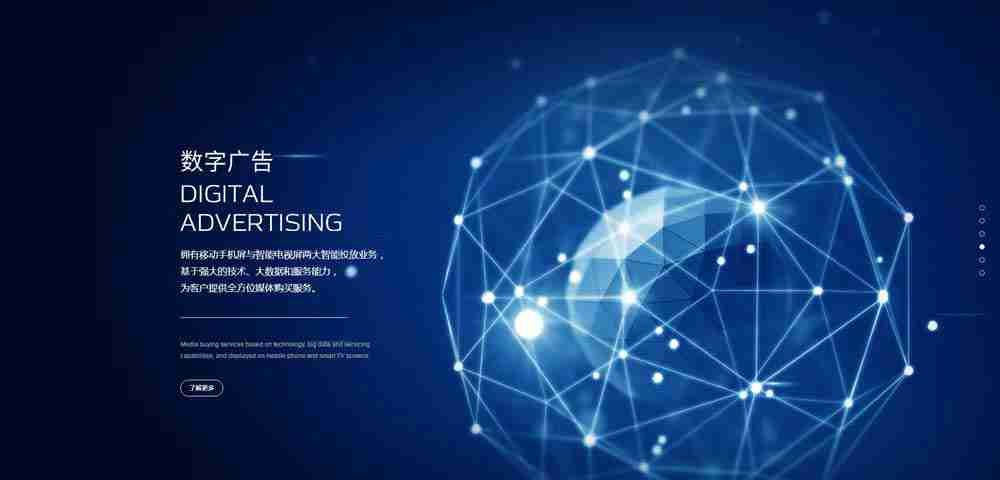 数字广告
DIGITAL
ADVERTISING
拥有移动手机屏与智能电视屏两大智能投放业务，
基于强大的技术、大数据和服务能力，
为客户提供全方位媒体购买服务。
Media buying services based on technology, big data and servicing
capabilities, and displayed on mobile phone and smart TV screens
了解更多